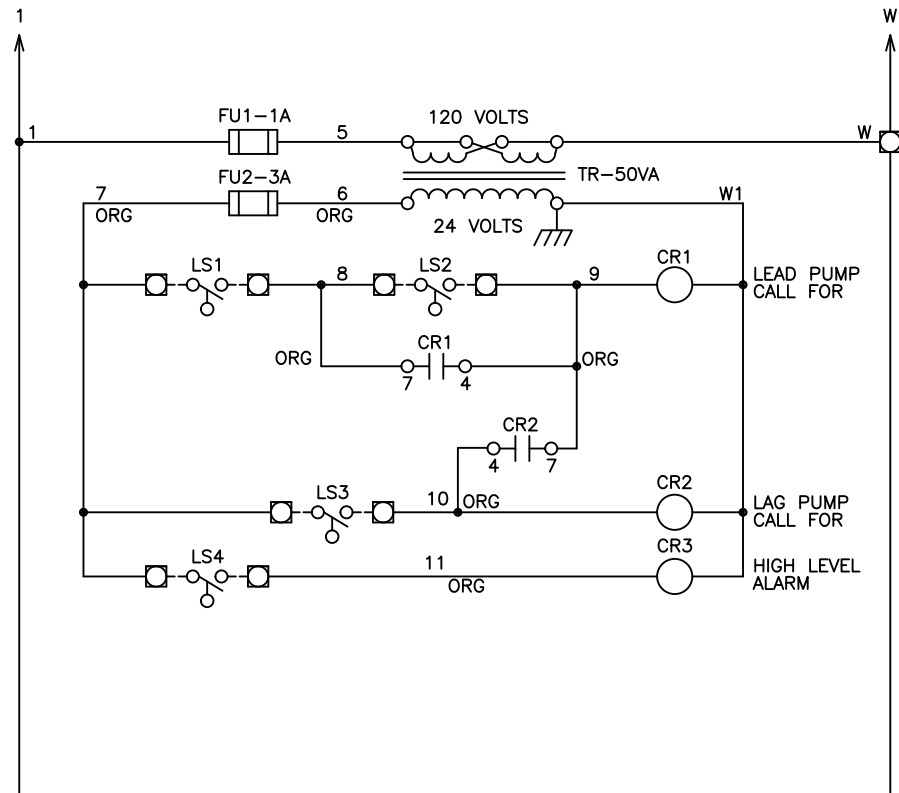 1
W
FU1-1A
120 VOLTS
1
5
W
FU2-3A
TR-50VA
7
6
W1
ORG
ORG
24 VOLTS
LS1
LS2
CR1
8
9
LEAD PUMP
CALL FOR
CR1
ORG
ORG
7
4
CR2
4
7
LS3
10
ORG
CR2
LAG PUMP
CALL FOR
LS4
11
CR3
HIGH LEVEL
ALARM
ORG